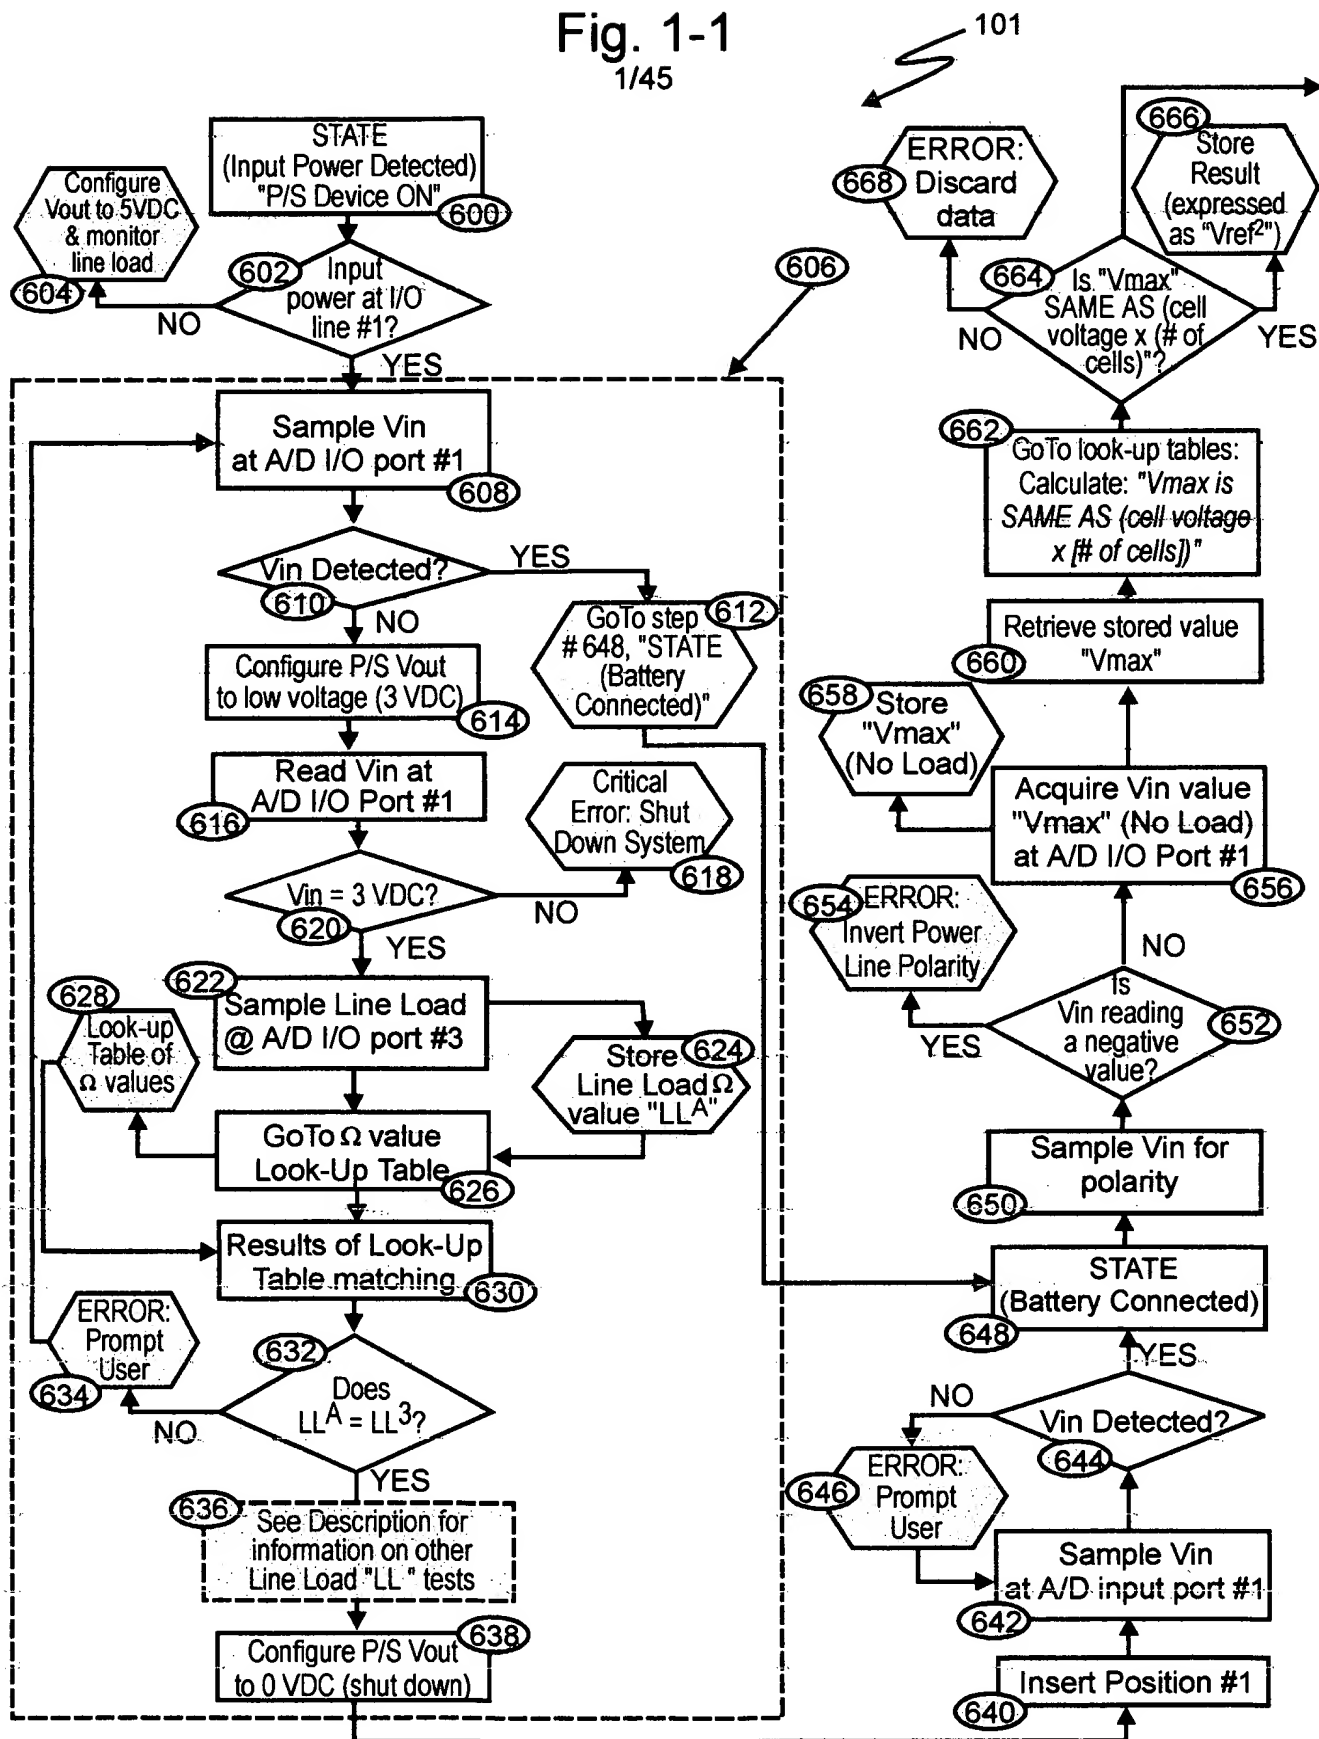 Fig. 1-1
1/45
101
STATE
(Input Power Detected)
"P/S Device ON"
600
Configure
Vout to 5VDC
& monitor
line load
604
602
Input
power at I/O
line #1?
NO
YES
606
Sample Vin
at A/D I/O port #1
608
Vin Detected?
610
YES
NO
GoTo step
# 648, "STATE
(Battery
Connected)"
612
Configure P/S Vout
to low voltage (3 VDC)
614
Read Vin at
A/D I/O Port #1
616
Critical
Error: Shut
Down System
618
Vin = 3 VDC?
620
NO
YES
622
Sample Line Load
@ A/D I/O port #3
628
Look-up
Table of
Ω values
624
Store
Line Load Ω
value "LLᴬ"
GoTo Ω value
Look-Up Table
626
Results of Look-Up
Table matching
630
ERROR:
Prompt
User
634
632
Does
LLᴬ = LL³?
NO
YES
636
See Description for
information on other
Line Load "LL " tests
638
Configure P/S Vout
to 0 VDC (shut down)
666
Store
Result
(expressed
as "Vref²")
ERROR:
668
Discard
data
664
Is "Vmax"
SAME AS (cell
voltage x (# of
cells)"?
NO
YES
662
GoTo look-up tables:
Calculate: "Vmax is
SAME AS (cell voltage
x [# of cells])"
Retrieve stored value
"Vmax"
660
658
Store
"Vmax"
(No Load)
Acquire Vin value
"Vmax" (No Load)
at A/D I/O Port #1
656
654
ERROR:
Invert Power
Line Polarity
NO
Is
Vin reading
a negative
value?
652
YES
Sample Vin for
polarity
650
STATE
(Battery Connected)
648
YES
NO
Vin Detected?
644
ERROR:
646
Prompt
User
Sample Vin
at A/D input port #1
642
Insert Position #1
640